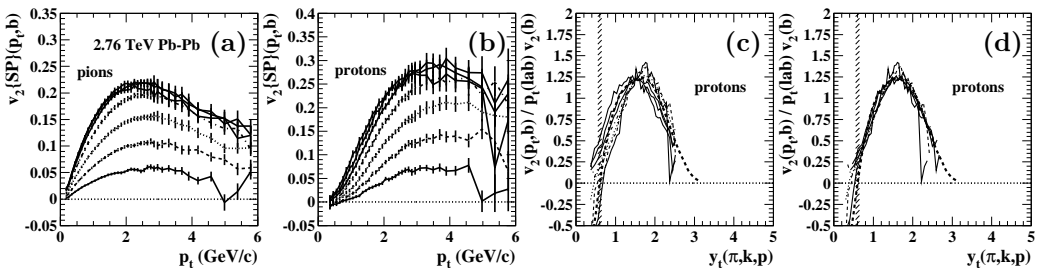 v₂{SP}(pₜ,b)
0.35
0.3
0.25
0.2
0.15
0.1
0.05
0
-0.05
2.76 TeV Pb-Pb
(a)
pions
0 2 4 6
pₜ (GeV/c)
v₂{SP}(pₜ,b)
0.4
0.35
0.3
0.25
0.2
0.15
0.1
0.05
0
-0.05
(b)
protons
0 2 4 6
pₜ (GeV/c)
v₂(pₜ,b) / pₜ(lab) v₂(b)
2
1.75
1.5
1.25
1
0.75
0.5
0.25
0
-0.25
-0.5
(c)
protons
0 1 2 3 4 5
yₜ(π,k,p)
v₂(pₜ,b) / pₜ(lab) v₂(b)
2
1.75
1.5
1.25
1
0.75
0.5
0.25
0
-0.25
-0.5
(d)
protons
0 1 2 3 4 5
yₜ(π,k,p)